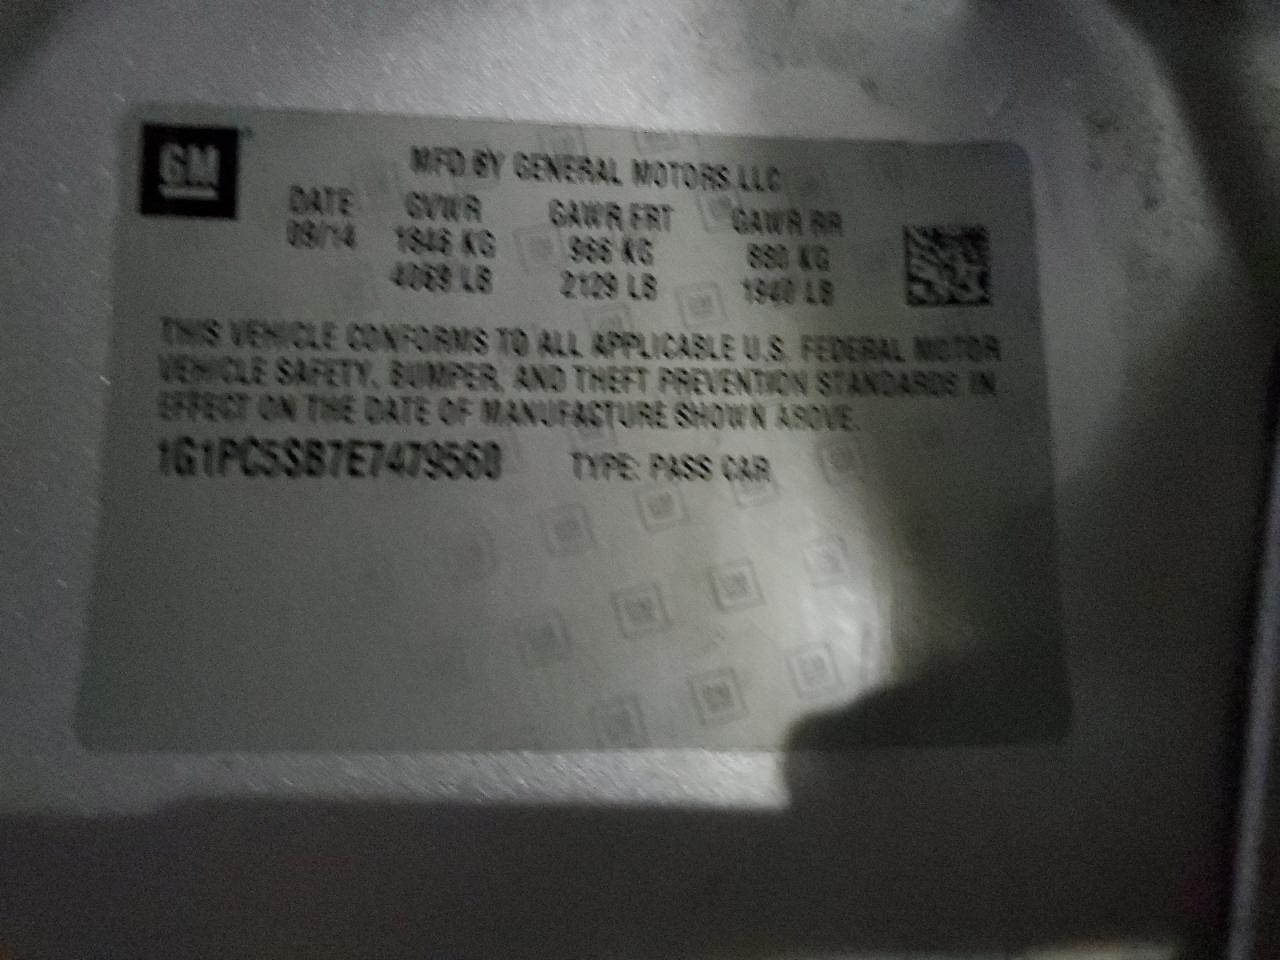 GM
MFD BY GENERAL MOTORS LLC
DATE GVWR GAWR FRT GAWR RR
09/14 1846 KG 966 KG 880 KG
4069 LB 2129 LB 1940 LB
THIS VEHICLE CONFORMS TO ALL APPLICABLE U.S. FEDERAL MOTOR
VEHICLE SAFETY, BUMPER, AND THEFT PREVENTION STANDARDS IN
EFFECT ON THE DATE OF MANUFACTURE SHOWN ABOVE.
1G1PC5SB7E7479560 TYPE: PASS CAR